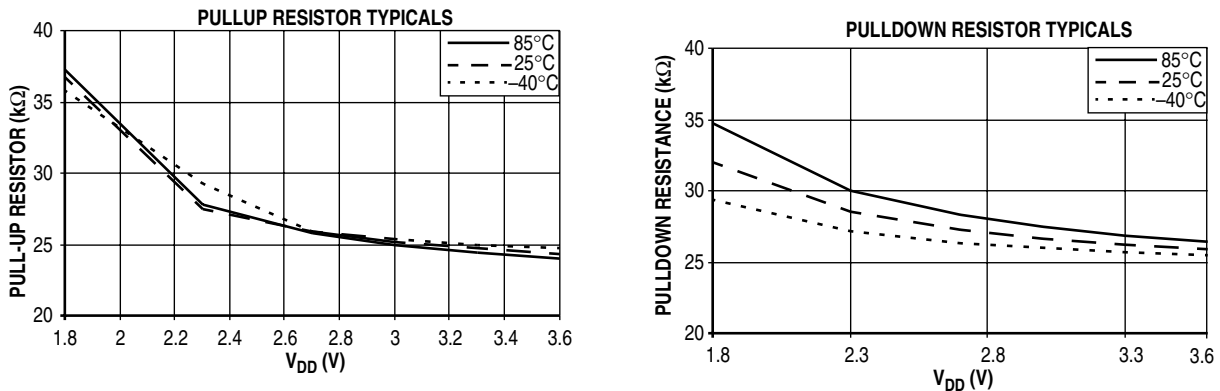 PULLUP RESISTOR TYPICALS
PULL-UP RESISTOR (kΩ)
40
35
30
25
20
85°C
25°C
–40°C
1.8 2 2.2 2.4 2.6 2.8 3 3.2 3.4 3.6
VDD (V)
PULLDOWN RESISTOR TYPICALS
PULLDOWN RESISTANCE (kΩ)
40
35
30
25
20
85°C
25°C
–40°C
1.8 2.3 2.8 3.3 3.6
VDD (V)